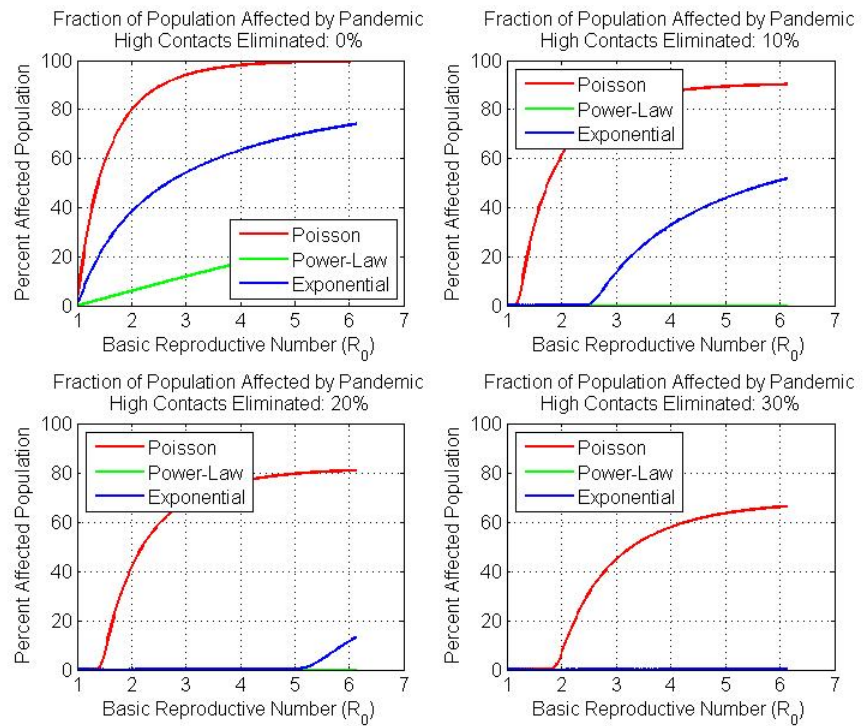 Fraction of Population Affected by Pandemic
High Contacts Eliminated: 0%
Percent Affected Population
100
80
60
40
20
0
Poisson
Power-Law
Exponential
1 2 3 4 5 6 7
Basic Reproductive Number (R0)
Fraction of Population Affected by Pandemic
High Contacts Eliminated: 10%
Percent Affected Population
100
80
60
40
20
0
Poisson
Power-Law
Exponential
1 2 3 4 5 6 7
Basic Reproductive Number (R0)
Fraction of Population Affected by Pandemic
High Contacts Eliminated: 20%
Percent Affected Population
100
80
60
40
20
0
Poisson
Power-Law
Exponential
1 2 3 4 5 6 7
Basic Reproductive Number (R0)
Fraction of Population Affected by Pandemic
High Contacts Eliminated: 30%
Percent Affected Population
100
80
60
40
20
0
Poisson
Power-Law
Exponential
1 2 3 4 5 6 7
Basic Reproductive Number (R0)